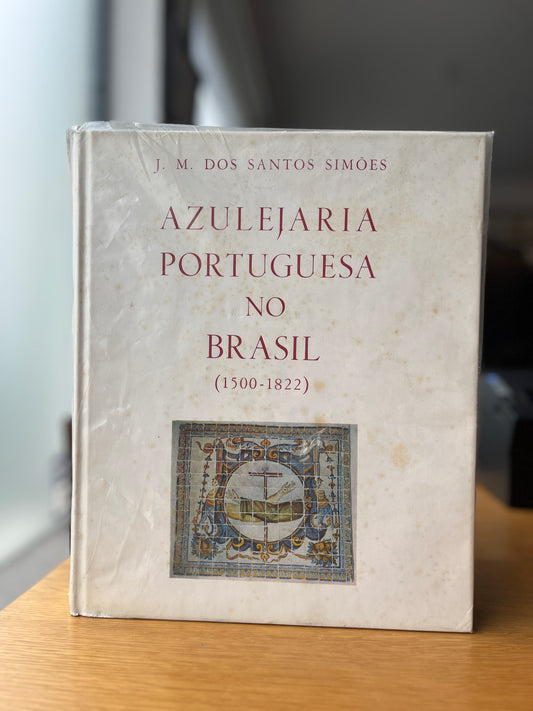 J. M. DOS SANTOS SIMÕES
AZULEJARIA
PORTUGUESA
NO
BRASIL
(1500-1822)